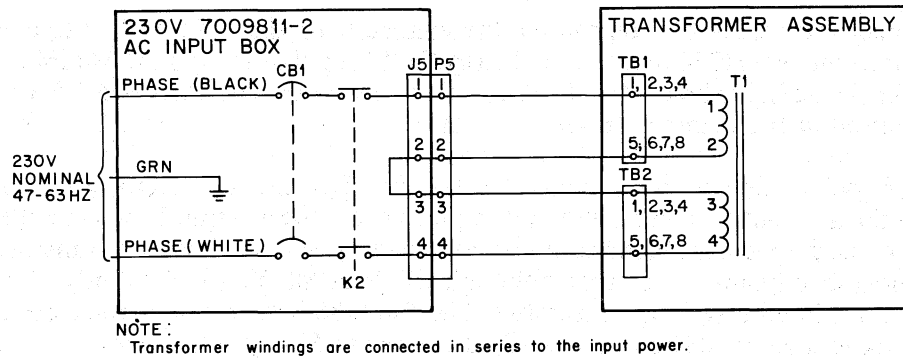 230V 7009811-2
AC INPUT BOX
TRANSFORMER ASSEMBLY
CB1
J5 P5
TB1
T1
PHASE (BLACK)
1 1
1, 2,3,4
1
230V
NOMINAL
47-63HZ
GRN
2 2
5, 6,7,8
2
TB2
3 3
1, 2,3,4
3
PHASE (WHITE)
4 4
5, 6,7,8
4
K2
NOTE:
Transformer windings are connected in series to the input power.